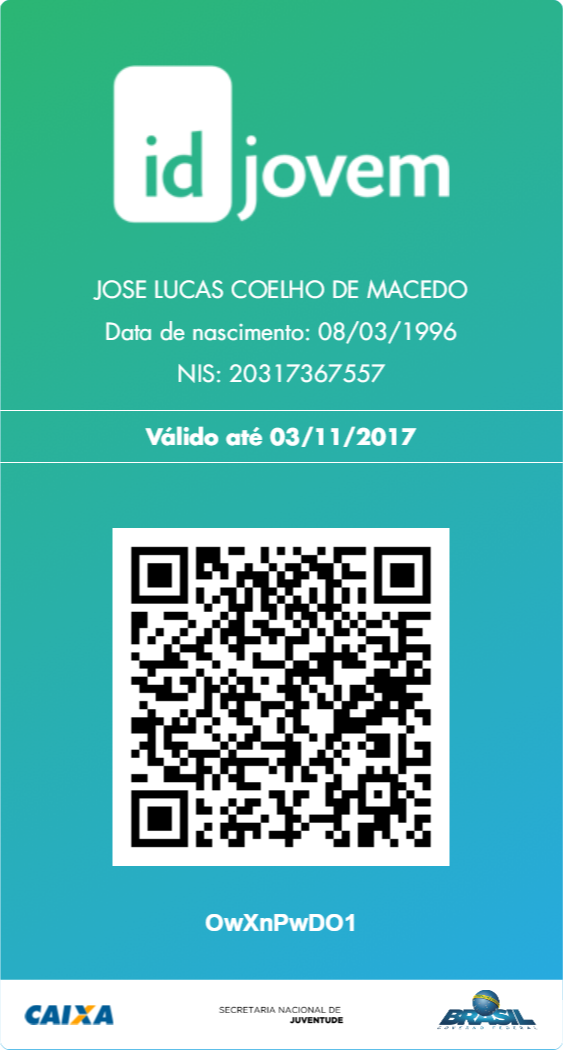 id jovem
JOSE LUCAS COELHO DE MACEDO
Data de nascimento: 08/03/1996
NIS: 20317367557
Válido até 03/11/2017
OwXnPwDO1
CAIXA
SECRETARIA NACIONAL DE
JUVENTUDE
BRASIL
GOVERNO FEDERAL